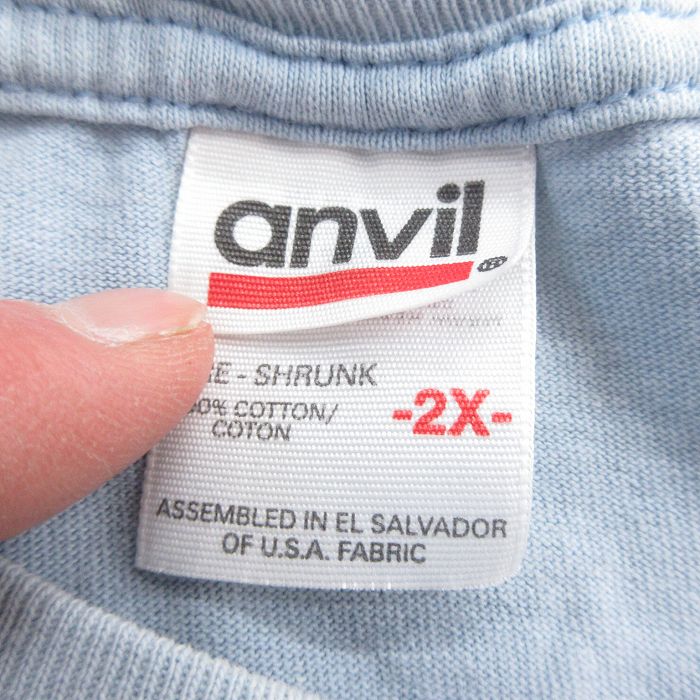 anvil®
E - SHRUNK
0% COTTON/
COTON
-2X-
ASSEMBLED IN EL SALVADOR
OF U.S.A. FABRIC